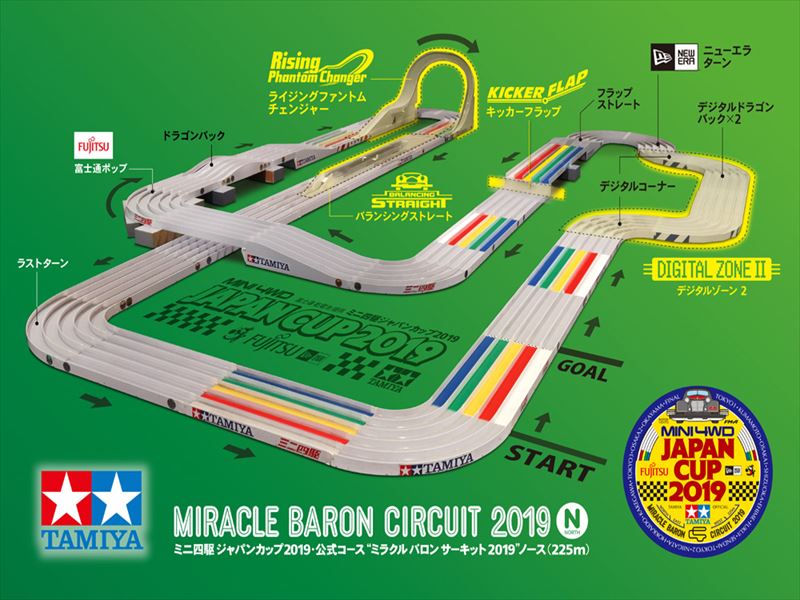 Rising
Phantom Changer
ライジングファントム
チェンジャー
KICKER FLAP
キッカーフラップ
フラップ
ストレート
NEW ERA
ニューエラ
ターン
デジタルドラゴン
バック×2
FUJITSU
富士通ボップ
ドラゴンバック
TAMIYA
BALANCING
STRAIGHT
バランシングストレート
デジタルコーナー
DIGITAL ZONE II
デジタルゾーン 2
ラストターン
TAMIYA
ミニ四駆
MINI 4WD ミニ四駆ジャパンカップ2019
JAPAN CUP 2019
FUJITSU
TAMIYA
GOAL
START
TAMIYA
ミニ四駆
TAMIYA
MINI 4WD
JAPAN
CUP
2019
FUJITSU
TAMIYA
MIRACLE BARON CIRCUIT 2019
TAMIYA
MIRACLE BARON CIRCUIT 2019 N
NORTH
ミニ四駆 ジャパンカップ2019・公式コース “ミラクル バロン サーキット 2019”ノース(225m)